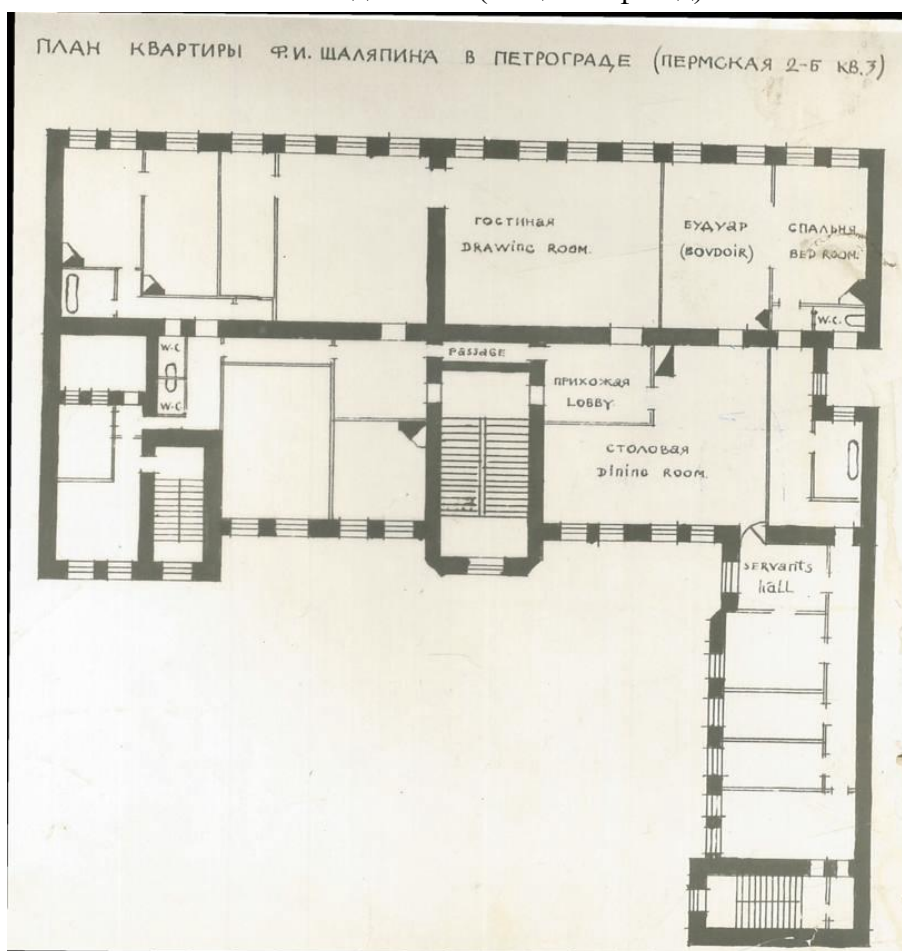 ПЛАН КВАРТИРЫ Ф.И. ШАЛЯПИНА В ПЕТРОГРАДЕ (ПЕРМСКАЯ 2-Б КВ.3)
ГОСТИНАЯ
DRAWING ROOM.
БУДУАР
(BOVDOIR)
СПАЛЬНЯ
BED ROOM.
W.C.
W.C.
W.C.
PASSAGE
ПРИХОЖАЯ
LOBBY.
СТОЛОВАЯ
DINING ROOM.
SERVANTS
hALL